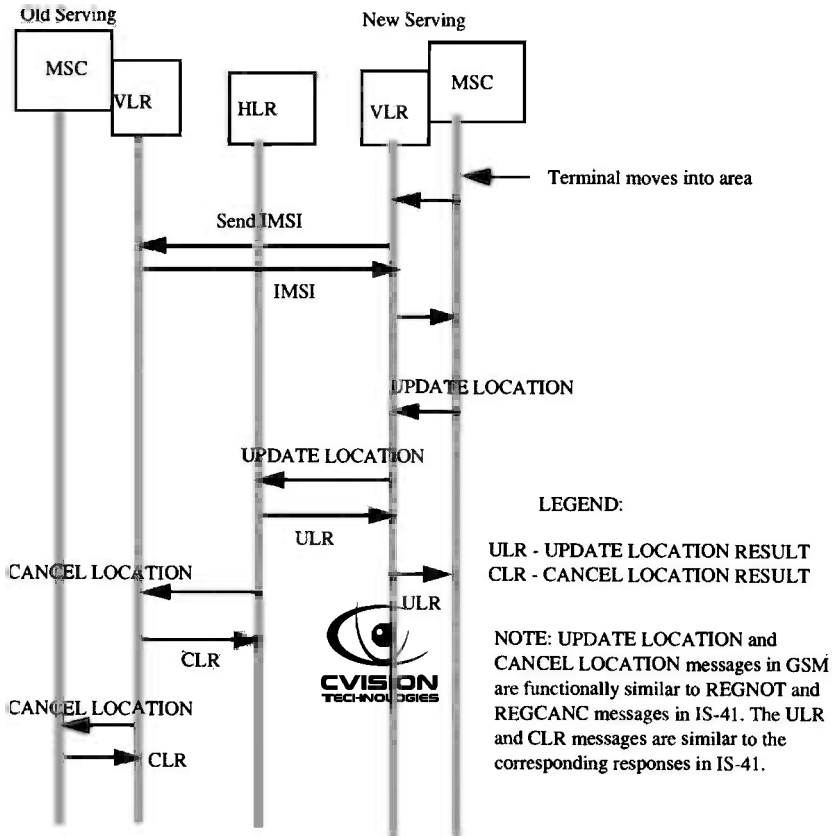 Old Serving
New Serving
MSC
VLR
HLR
VLR
MSC
Terminal moves into area
Send IMSI
IMSI
UPDATE LOCATION
UPDATE LOCATION
ULR
CANCEL LOCATION
ULR
CLR
CANCEL LOCATION
CLR
LEGEND:
ULR - UPDATE LOCATION RESULT
CLR - CANCEL LOCATION RESULT
NOTE: UPDATE LOCATION and
CANCEL LOCATION messages in GSM
are functionally similar to REGNOT and
REGCANC messages in IS-41. The ULR
and CLR messages are similar to the
corresponding responses in IS-41.
CVISION
TECHNOLOGIES